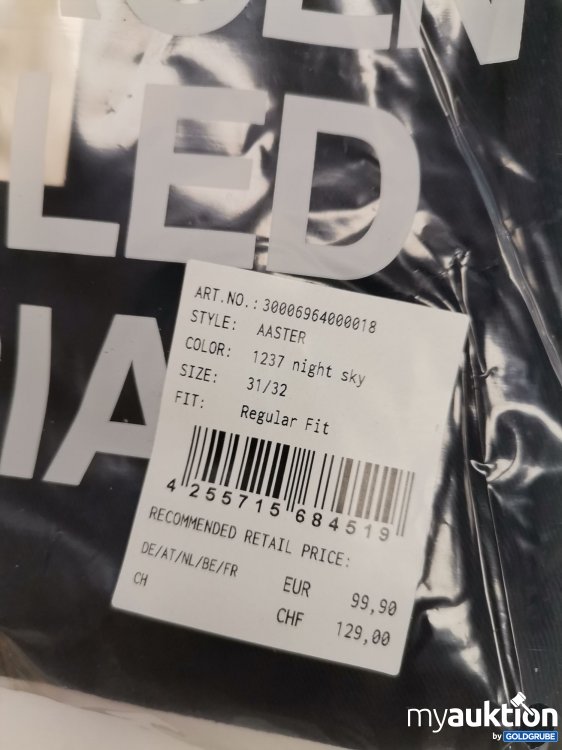 LED
IA
ART.NO.: 30006964000018
STYLE: AASTER
COLOR: 1237 night sky
SIZE: 31/32
FIT: Regular Fit
4 255715 684519
RECOMMENDED RETAIL PRICE:
DE/AT/NL/BE/FR EUR 99,90
CH CHF 129,00
myauktion
by GOLDGRUBE